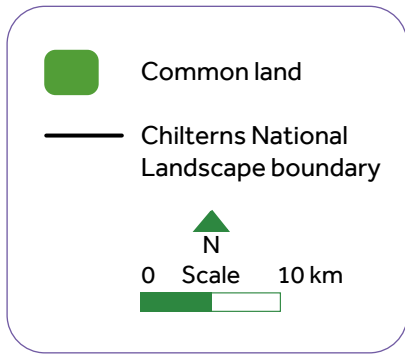 Common land
Chilterns National
Landscape boundary
N
0 Scale 10 km